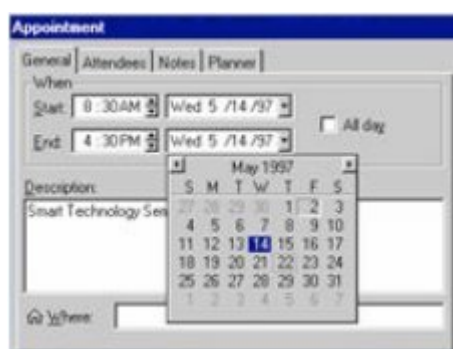 Appointment
General Attendees Notes Planner
When
Start: 8:30AM Wed 5 /14 /97
All day
End: 4:30PM Wed 5 /14 /97
May 1997
Description:
S M T W T F S
Smart Technology Sem
27 28 29 30 1 2 3
4 5 6 7 8 9 10
11 12 13 14 15 16 17
18 19 20 21 22 23 24
25 26 27 28 29 30 31
1 2 3 4 5 6 7
Where: